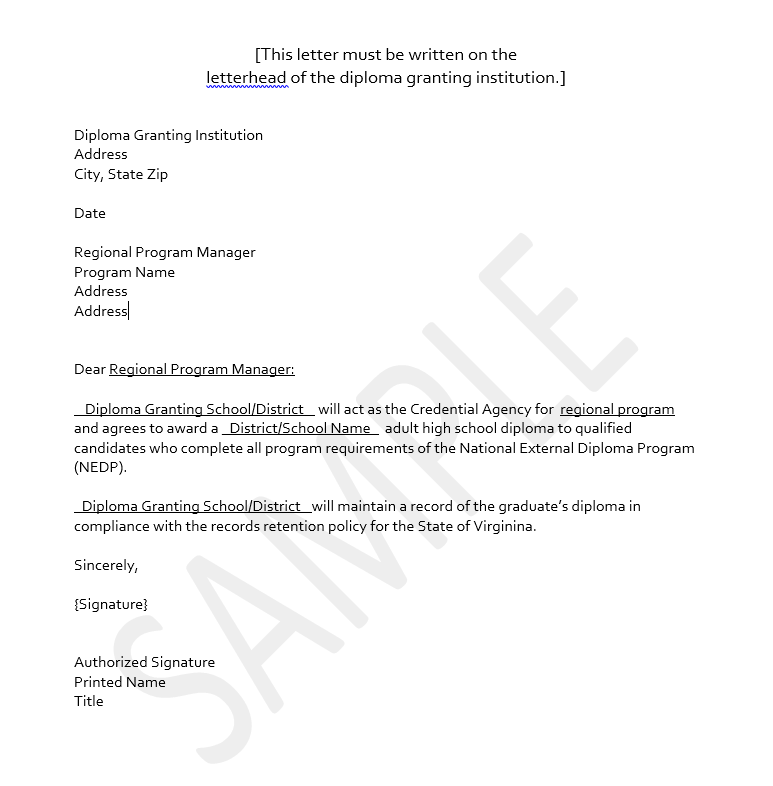 [This letter must be written on the
letterhead of the diploma granting institution.]
Diploma Granting Institution
Address
City, State Zip
Date
Regional Program Manager
Program Name
Address
Address
Dear Regional Program Manager:
Diploma Granting School/District will act as the Credential Agency for regional program
and agrees to award a District/School Name adult high school diploma to qualified
candidates who complete all program requirements of the National External Diploma Program
(NEDP).
Diploma Granting School/District will maintain a record of the graduate’s diploma in
compliance with the records retention policy for the State of Virginina.
Sincerely,
{Signature}
Authorized Signature
Printed Name
Title
SAMPLE